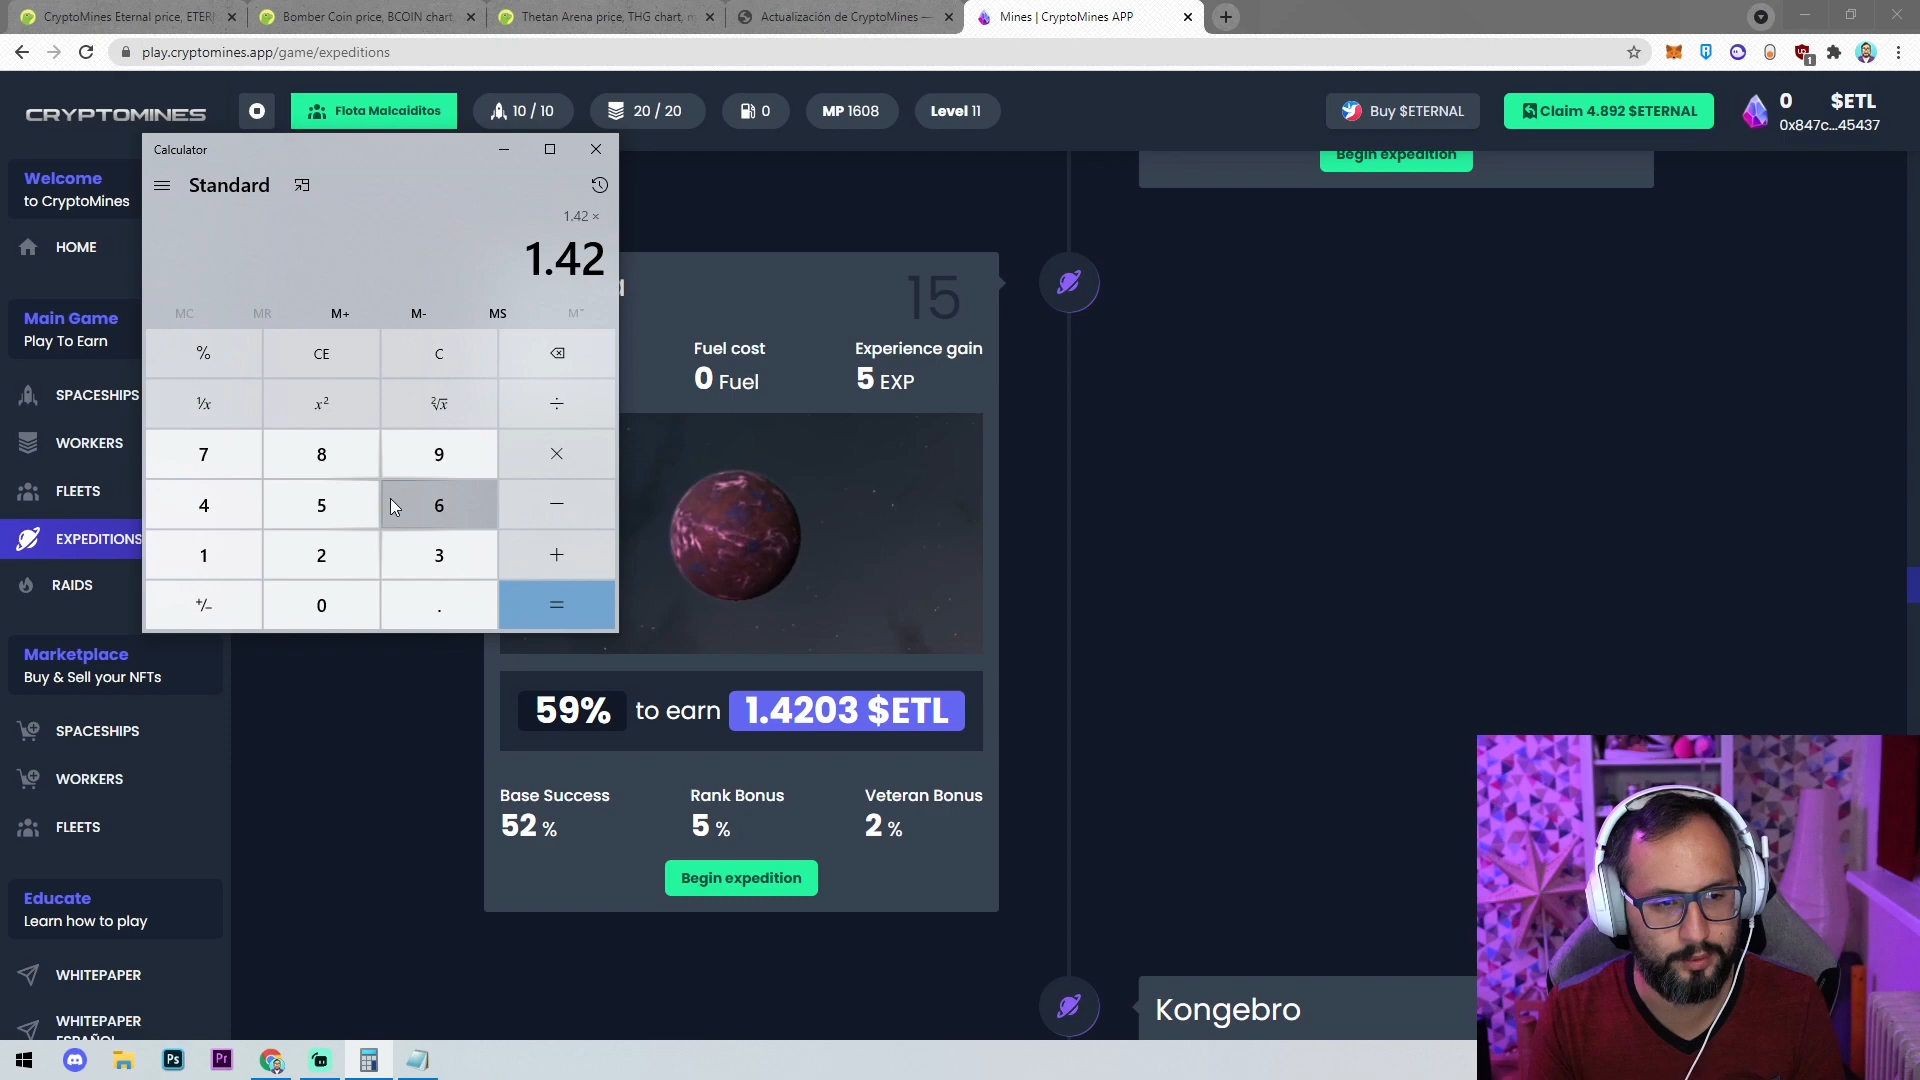 CryptoMines Eternal price, ETER
Bomber Coin price, BCOIN chart,
Thetan Arena price, THG chart, m
Actualización de CryptoMines —
Mines | CryptoMines APP
play.cryptomines.app/game/expeditions
1
CRYPTOMINES
Flota Malcaiditos
10 / 10
20 / 20
0
MP 1608
Level 11
Buy $ETERNAL
Claim 4.892 $ETERNAL
0 $ETL
0x847c...45437
Welcome
to CryptoMines
HOME
Main Game
Play To Earn
SPACESHIPS
WORKERS
FLEETS
EXPEDITIONS
RAIDS
Marketplace
Buy & Sell your NFTs
SPACESHIPS
WORKERS
FLEETS
Educate
Learn how to play
WHITEPAPER
WHITEPAPER
ESPAÑOL
Calculator
Standard
1.42 ×
1.42
MC MR M+ M- MS M˅
% CE C
⅟x x² ²√x ÷
7 8 9 ×
4 5 6 −
1 2 3 +
+/− 0 . =
Begin expedition
15
Fuel cost
0 Fuel
Experience gain
5 EXP
59% to earn 1.4203 $ETL
Base Success
52 %
Rank Bonus
5 %
Veteran Bonus
2 %
Begin expedition
Kongebro
Ps
Pr